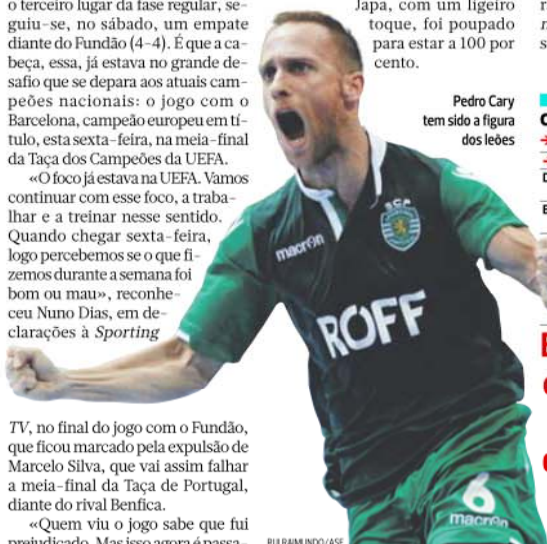 o terceiro lugar da fase regular, se-
guiu-se, no sábado, um empate
diante do Fundão (4-4). É que a ca-
beça, essa, já estava no grande de-
safio que se depara aos atuais cam-
peões nacionais: o jogo com o
Barcelona, campeão europeu em tí-
tulo, esta sexta-feira, na meia-final
da Taça dos Campeões da UEFA.
«O foco já estava na UEFA. Vamos
continuar com esse foco, a traba-
lhar e a treinar nesse sentido.
Quando chegar sexta-feira,
logo percebemos se o que fi-
zemos durante a semana foi
bom ou mau», reconhe-
ceu Nuno Dias, em de-
clarações à Sporting
TV, no final do jogo com o Fundão,
que ficou marcado pela expulsão de
Marcelo Silva, que vai assim falhar
a meia-final da Taça de Portugal,
diante do rival Benfica.
«Quem viu o jogo sabe que fui
prejudicado. Mas isso agora é passa-
Japa, com um ligeiro
toque, foi poupado
para estar a 100 por
cento.
Pedro Cary
tem sido a figura
dos leões
SCP
macron
ROFF
6
macron
RUI RAIMUNDO/ASF